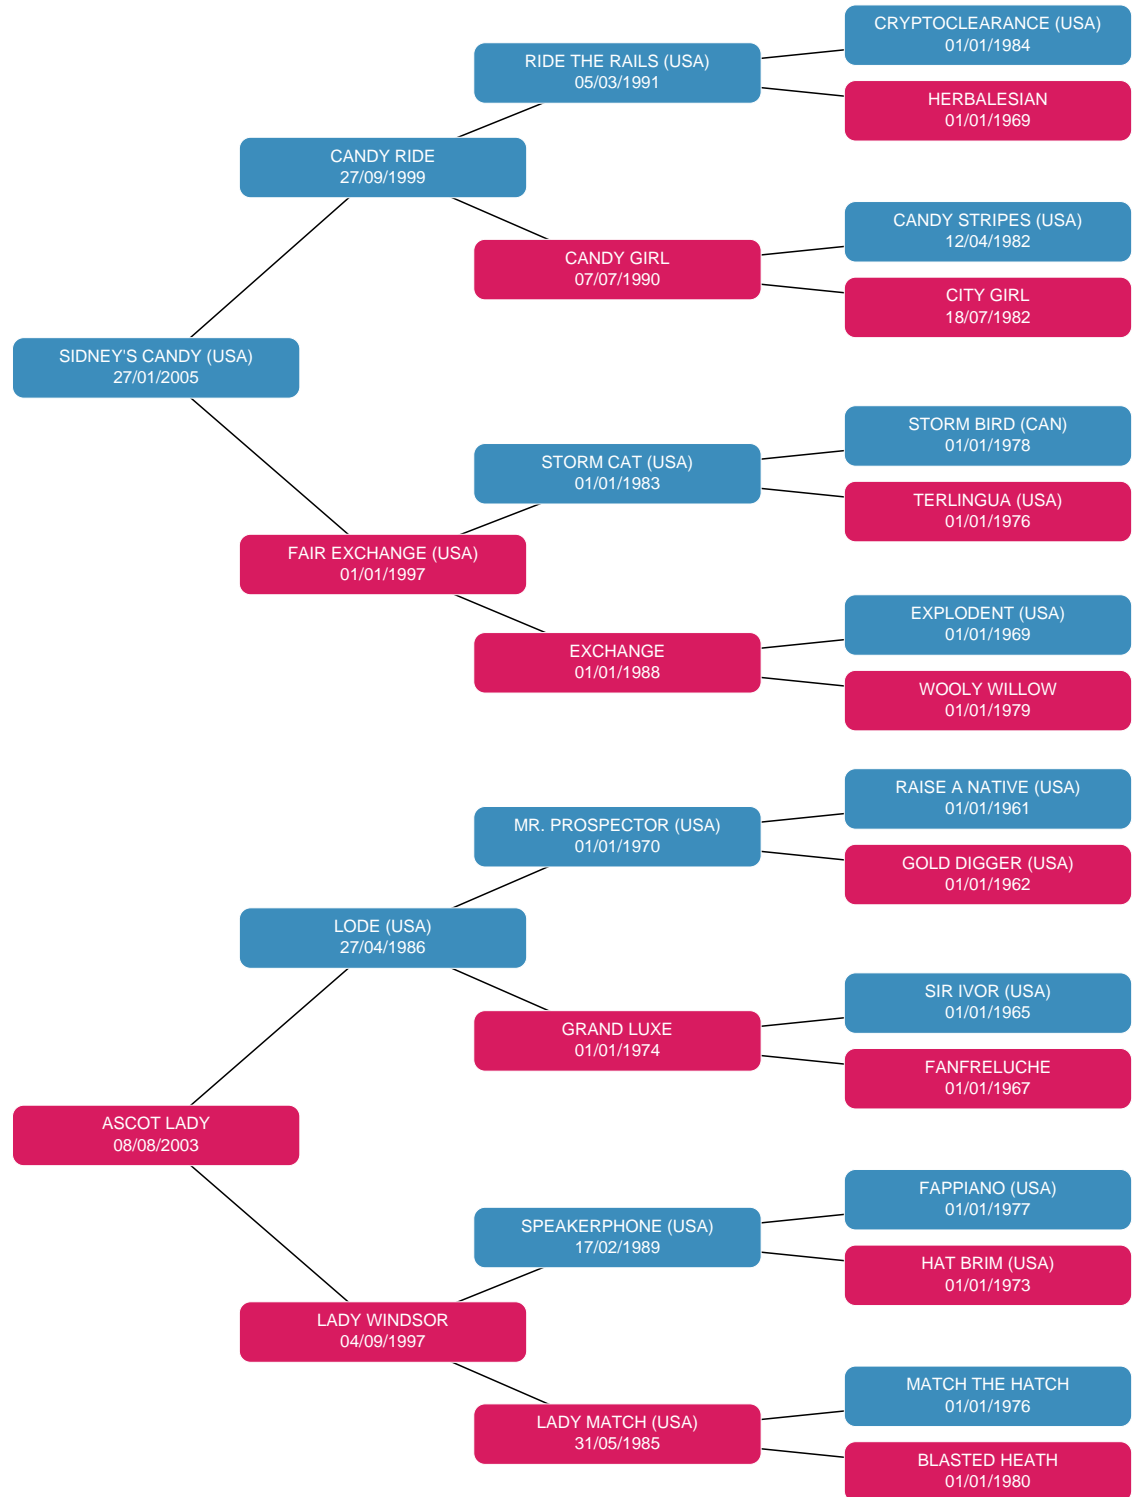 CRYPTOCLEARANCE (USA)
01/01/1984
RIDE THE RAILS (USA)
05/03/1991
HERBALESIAN
01/01/1969
CANDY RIDE
27/09/1999
CANDY STRIPES (USA)
12/04/1982
CANDY GIRL
07/07/1990
CITY GIRL
18/07/1982
SIDNEY'S CANDY (USA)
27/01/2005
STORM BIRD (CAN)
01/01/1978
STORM CAT (USA)
01/01/1983
TERLINGUA (USA)
01/01/1976
FAIR EXCHANGE (USA)
01/01/1997
EXPLODENT (USA)
01/01/1969
EXCHANGE
01/01/1988
WOOLY WILLOW
01/01/1979
RAISE A NATIVE (USA)
01/01/1961
MR. PROSPECTOR (USA)
01/01/1970
GOLD DIGGER (USA)
01/01/1962
LODE (USA)
27/04/1986
SIR IVOR (USA)
01/01/1965
GRAND LUXE
01/01/1974
FANFRELUCHE
01/01/1967
ASCOT LADY
08/08/2003
FAPPIANO (USA)
01/01/1977
SPEAKERPHONE (USA)
17/02/1989
HAT BRIM (USA)
01/01/1973
LADY WINDSOR
04/09/1997
MATCH THE HATCH
01/01/1976
LADY MATCH (USA)
31/05/1985
BLASTED HEATH
01/01/1980